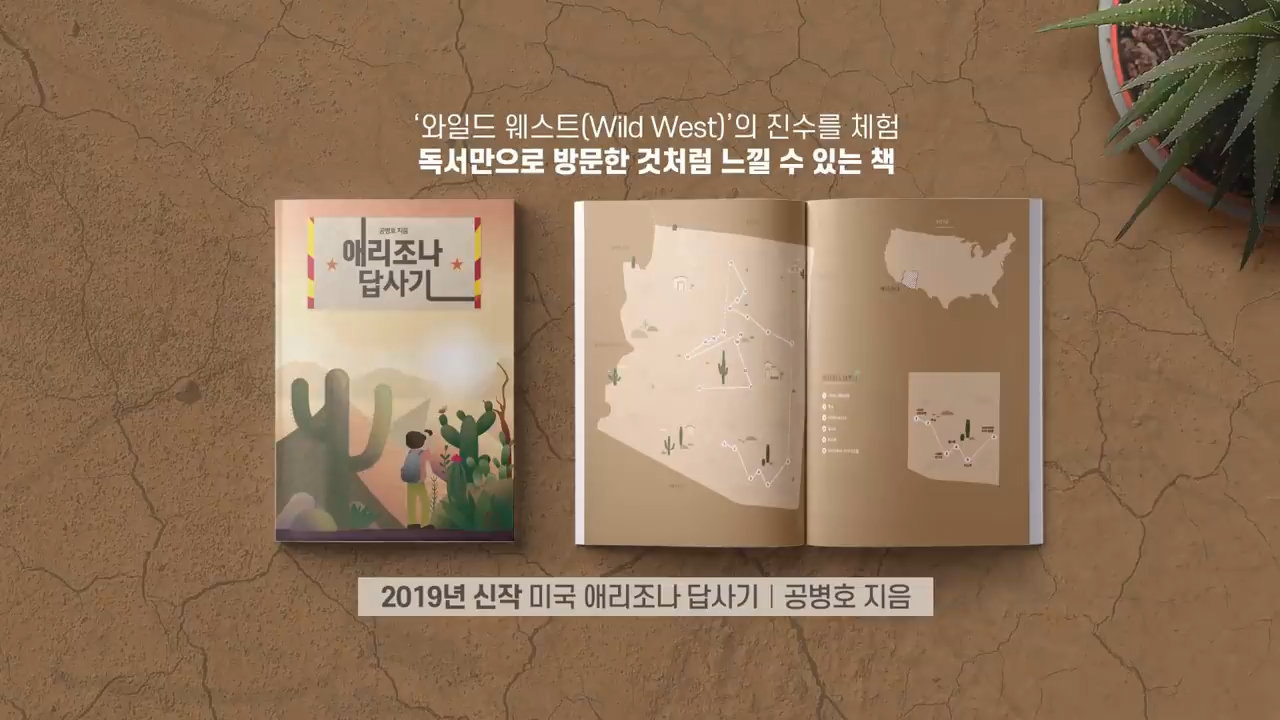 ‘와일드 웨스트(Wild West)’의 진수를 체험
독서만으로 방문한 것처럼 느낄 수 있는 책
공병호 지음
애리조나
답사기
2019년 신작 미국 애리조나 답사기 | 공병호 지음